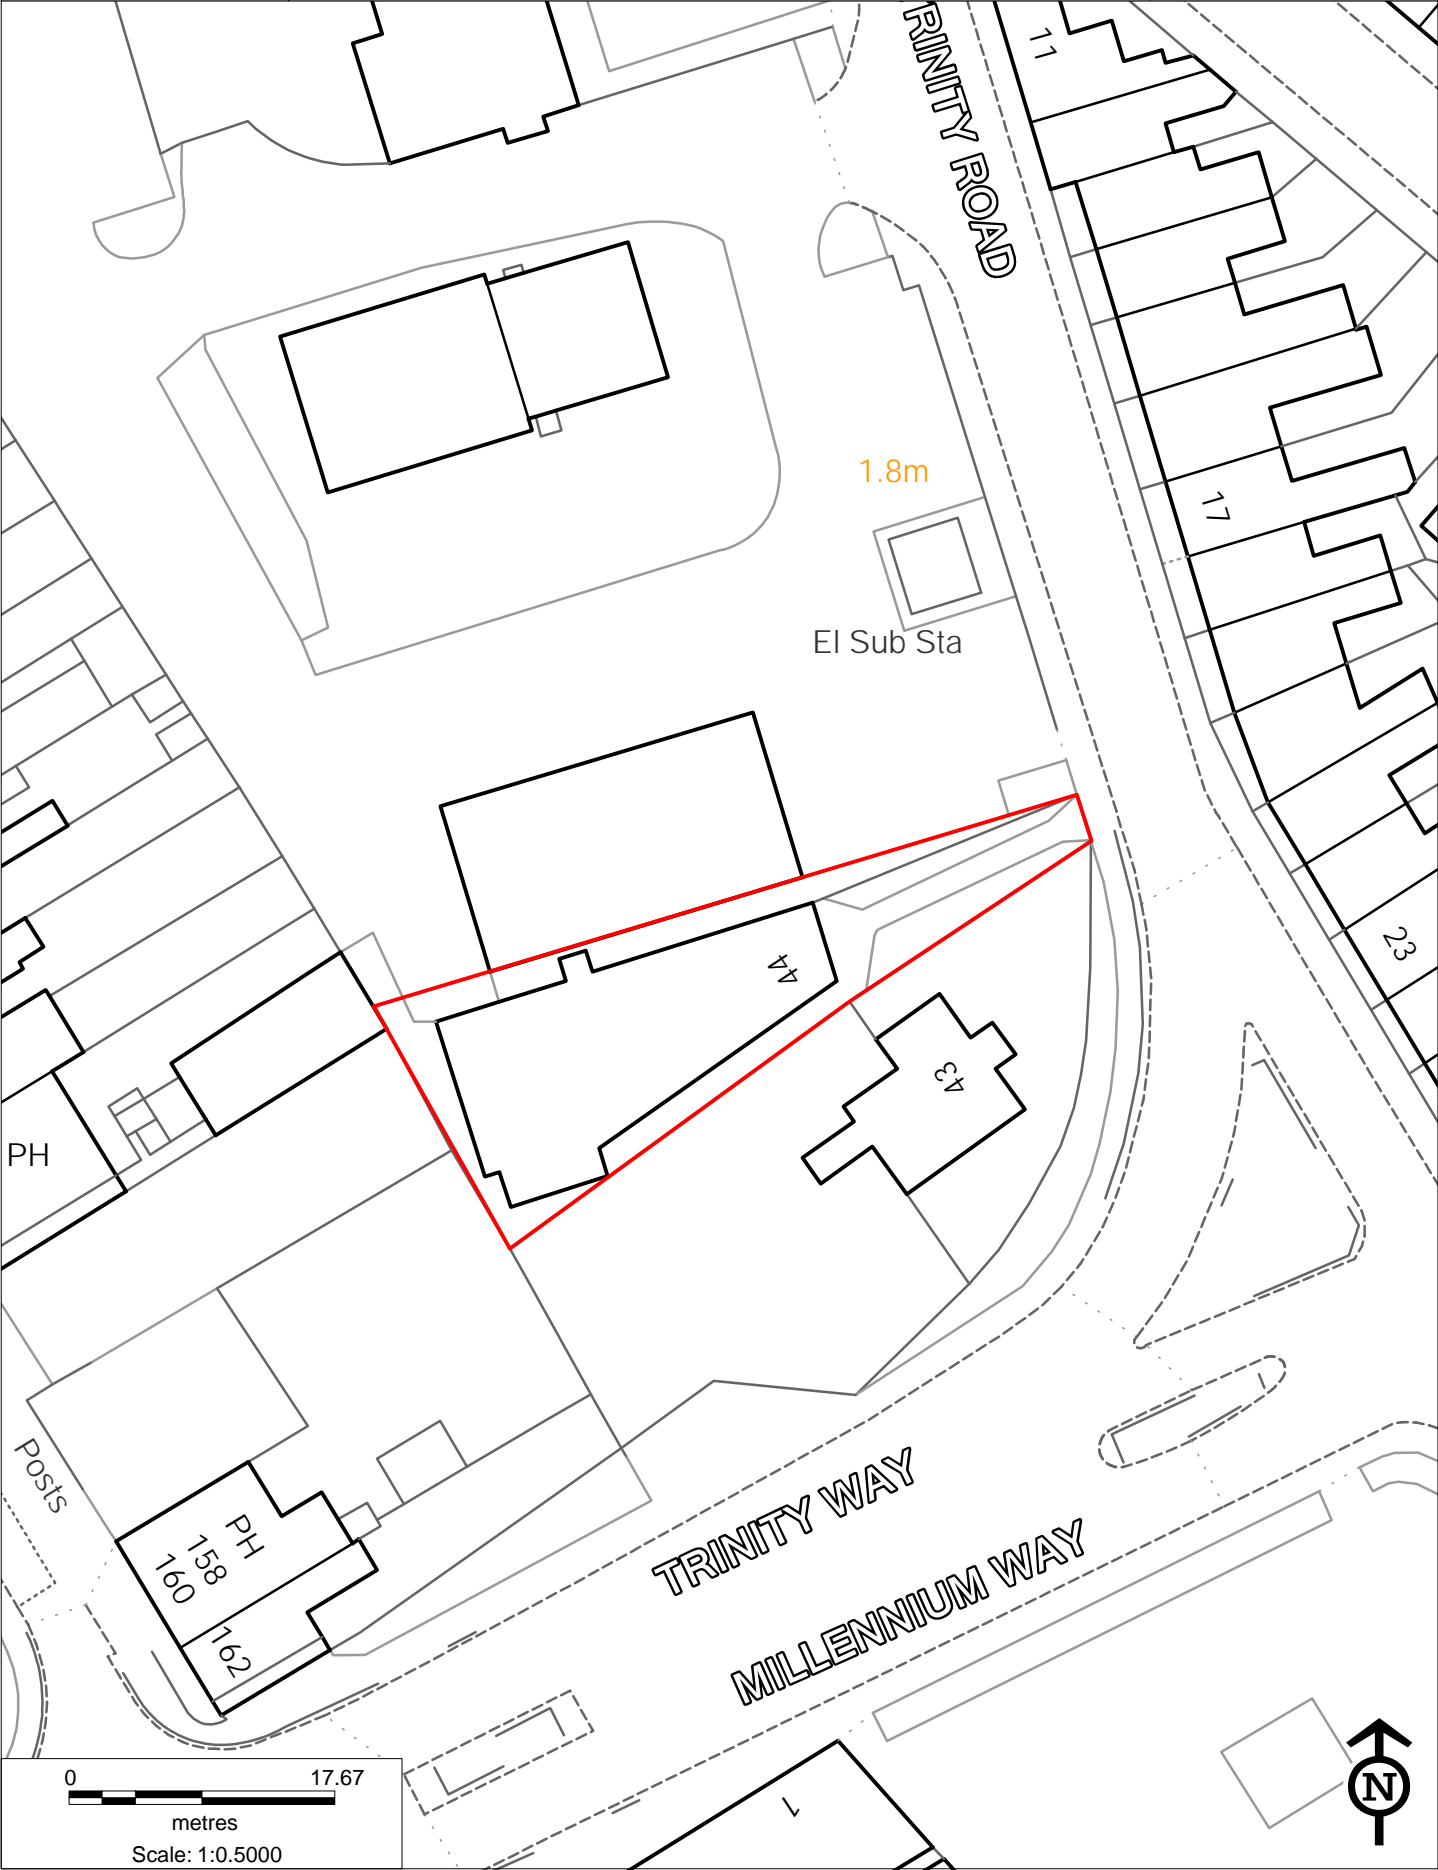 RINITY ROAD
11
1.8m
17
El Sub Sta
23
44
43
PH
Posts
PH
158
160
162
TRINITY WAY
MILLENNIUM WAY
1
0 17.67
metres
Scale: 1:0.5000
N